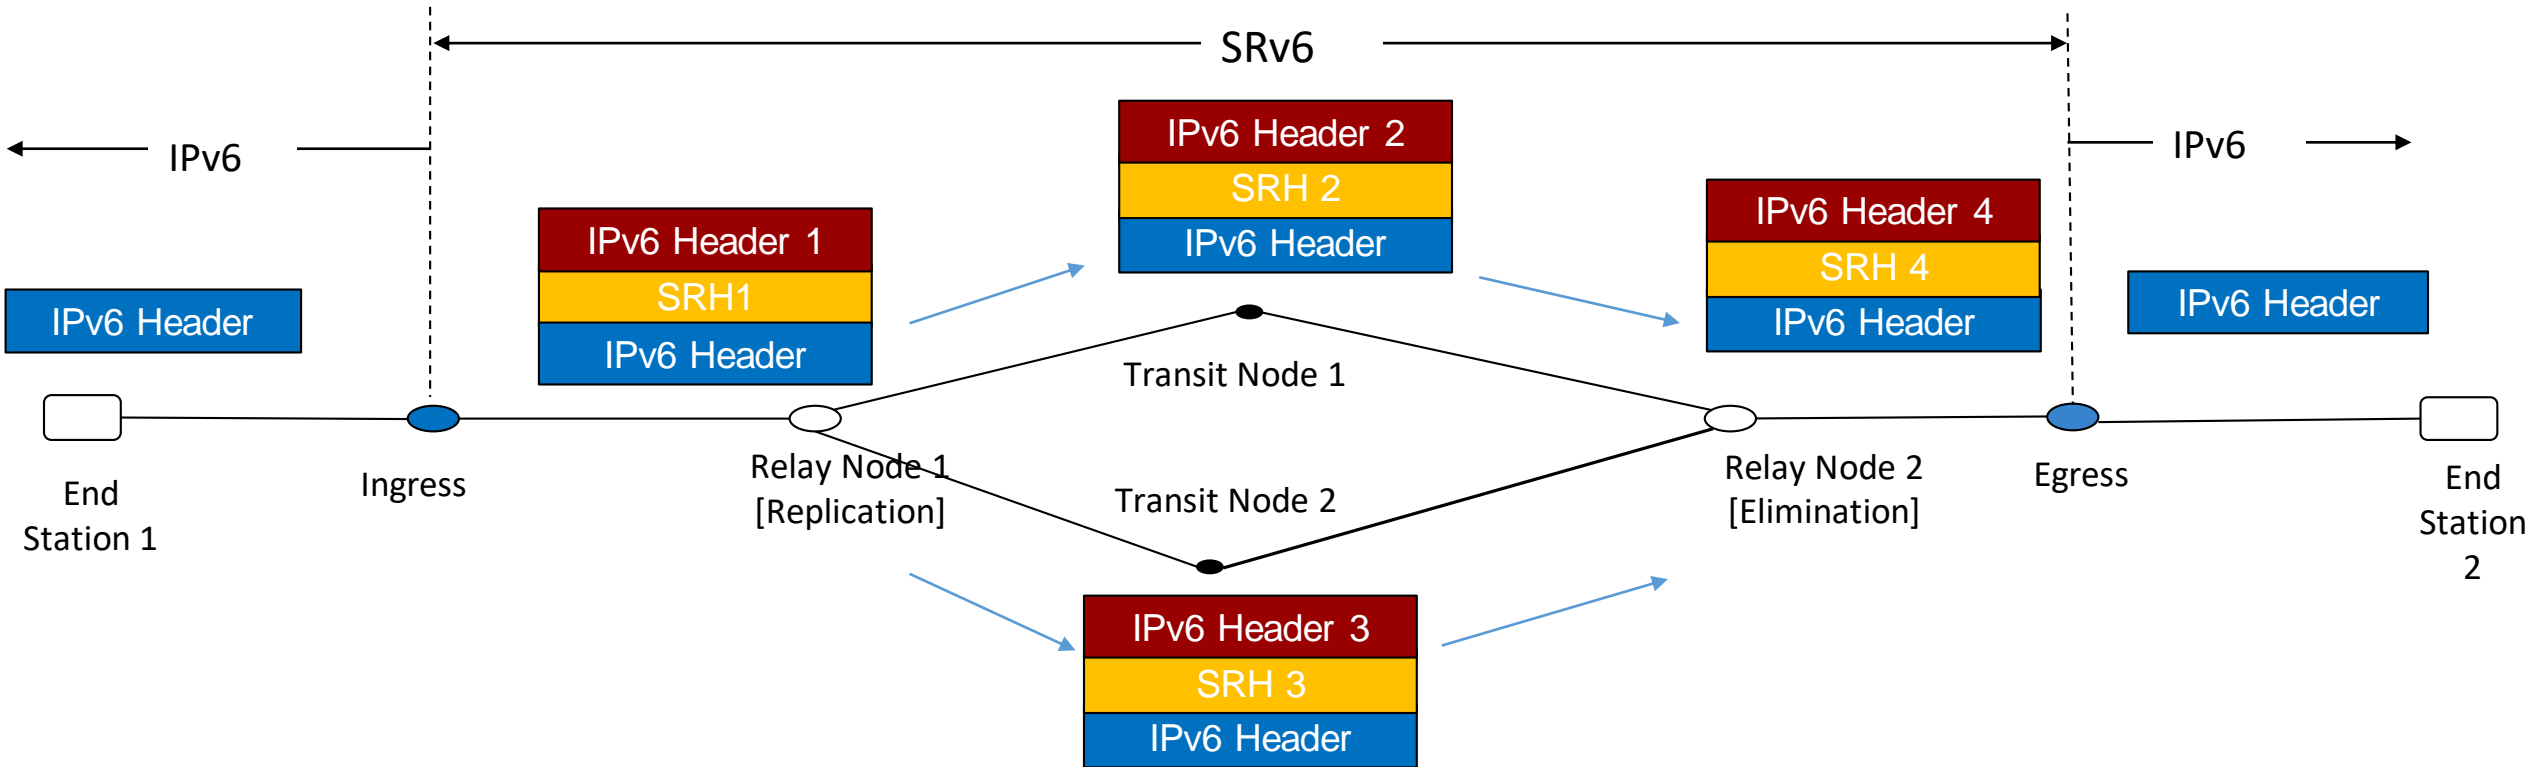 SRv6
IPv6
IPv6
IPv6 Header 2
SRH 2
IPv6 Header
IPv6 Header 1
SRH1
IPv6 Header
IPv6 Header 4
SRH 4
IPv6 Header
IPv6 Header
IPv6 Header
Transit Node 1
End
Station 1
Ingress
Relay Node 1
[Replication]
Transit Node 2
Relay Node 2
[Elimination]
Egress
End
Station
2
IPv6 Header 3
SRH 3
IPv6 Header